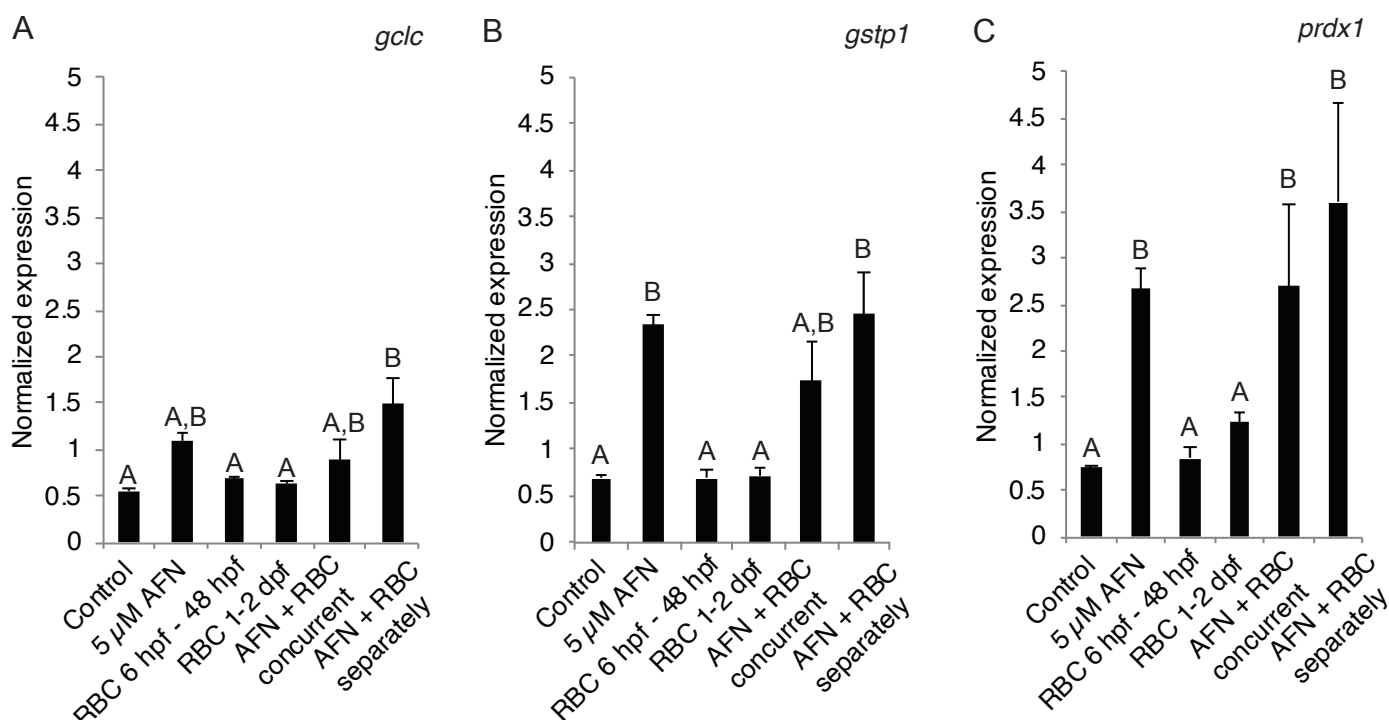 A
gclc
Normalized expression
5
4.5
4
3.5
3
2.5
2
1.5
1
0.5
0
A
A,B
A
A
A,B
B
Control
5 µM AFN
RBC 6 hpf - 48 hpf
RBC 1-2 dpf
AFN + RBC
concurrent
AFN + RBC
separately
B
gstp1
Normalized expression
5
4.5
4
3.5
3
2.5
2
1.5
1
0.5
0
A
B
A
A
A,B
B
Control
5 µM AFN
RBC 6 hpf - 48 hpf
RBC 1-2 dpf
AFN + RBC
concurrent
AFN + RBC
separately
C
prdx1
Normalized expression
5
4.5
4
3.5
3
2.5
2
1.5
1
0.5
0
A
B
A
A
B
B
Control
5 µM AFN
RBC 6 hpf - 48 hpf
RBC 1-2 dpf
AFN + RBC
concurrent
AFN + RBC
separately